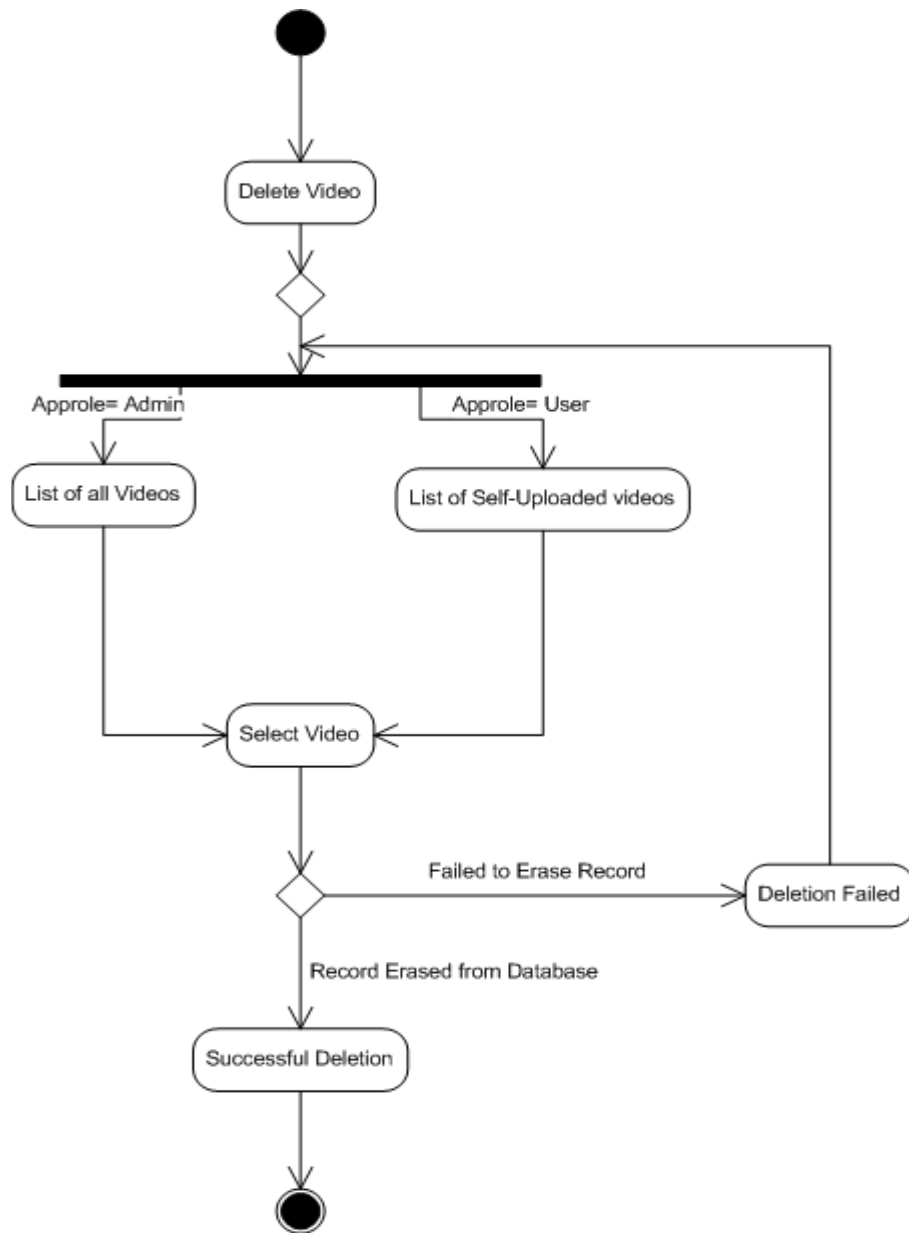 Delete Video
Approle= Admin
Approle= User
List of all Videos
List of Self-Uploaded videos
Select Video
Failed to Erase Record
Deletion Failed
Record Erased from Database
Successful Deletion